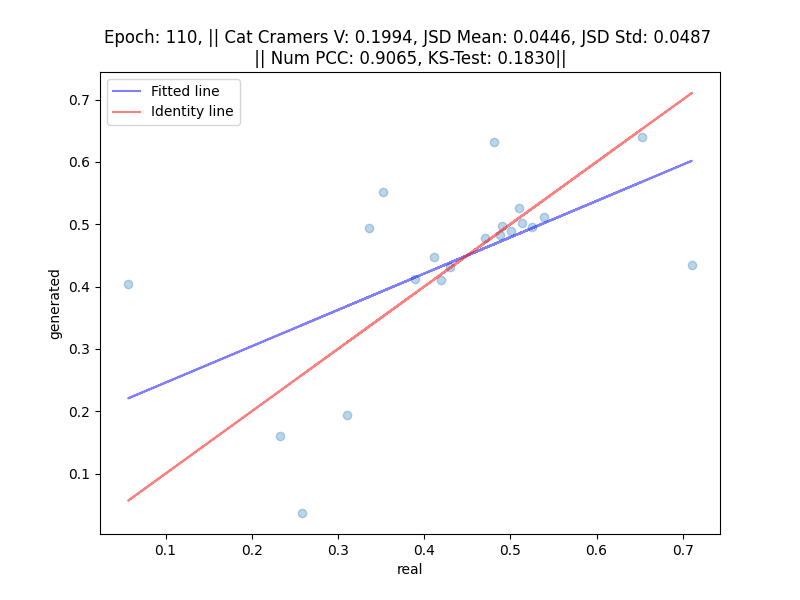 Epoch: 110, || Cat Cramers V: 0.1994, JSD Mean: 0.0446, JSD Std: 0.0487
|| Num PCC: 0.9065, KS-Test: 0.1830||
Fitted line
Identity line
0.7
0.6
0.5
0.4
0.3
0.2
0.1
generated
0.1 0.2 0.3 0.4 0.5 0.6 0.7
real